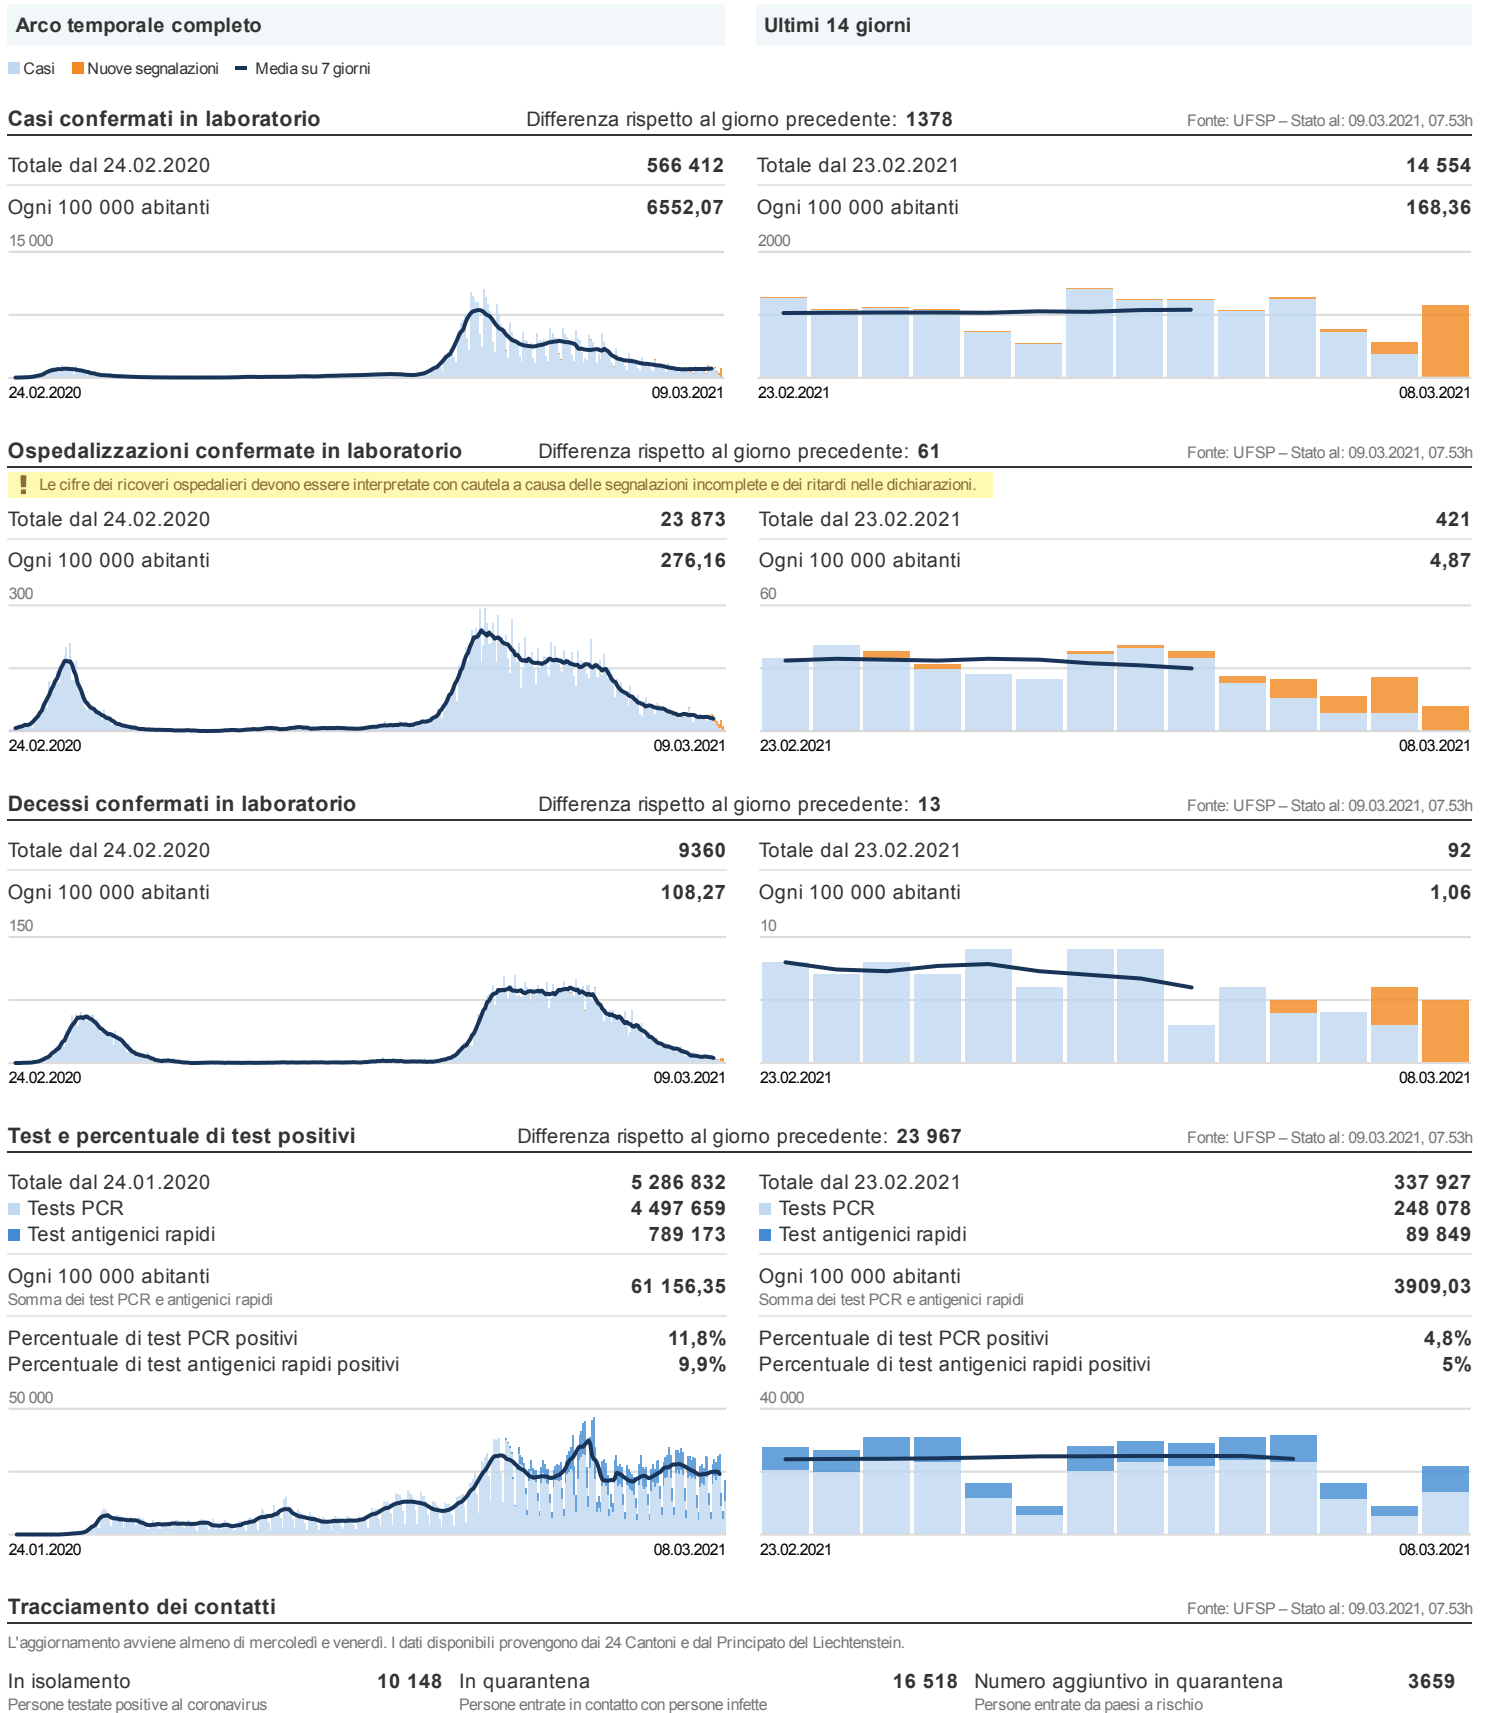 Arco temporale completo
Ultimi 14 giorni
Casi Nuove segnalazioni Media su 7 giorni
Casi confermati in laboratorio Differenza rispetto al giorno precedente: 1378 Fonte: UFSP – Stato al: 09.03.2021, 07.53h
Totale dal 24.02.2020 566 412
Ogni 100 000 abitanti 6552,07
15 000
24.02.2020 09.03.2021
Totale dal 23.02.2021 14 554
Ogni 100 000 abitanti 168,36
2000
23.02.2021 08.03.2021
Ospedalizzazioni confermate in laboratorio Differenza rispetto al giorno precedente: 61 Fonte: UFSP – Stato al: 09.03.2021, 07.53h
! Le cifre dei ricoveri ospedalieri devono essere interpretate con cautela a causa delle segnalazioni incomplete e dei ritardi nelle dichiarazioni.
Totale dal 24.02.2020 23 873
Ogni 100 000 abitanti 276,16
300
24.02.2020 09.03.2021
Totale dal 23.02.2021 421
Ogni 100 000 abitanti 4,87
60
23.02.2021 08.03.2021
Decessi confermati in laboratorio Differenza rispetto al giorno precedente: 13 Fonte: UFSP – Stato al: 09.03.2021, 07.53h
Totale dal 24.02.2020 9360
Ogni 100 000 abitanti 108,27
150
24.02.2020 09.03.2021
Totale dal 23.02.2021 92
Ogni 100 000 abitanti 1,06
10
23.02.2021 08.03.2021
Test e percentuale di test positivi Differenza rispetto al giorno precedente: 23 967 Fonte: UFSP – Stato al: 09.03.2021, 07.53h
Totale dal 24.01.2020 5 286 832
Tests PCR 4 497 659
Test antigenici rapidi 789 173
Ogni 100 000 abitanti 61 156,35
Somma dei test PCR e antigenici rapidi
Percentuale di test PCR positivi 11,8%
Percentuale di test antigenici rapidi positivi 9,9%
50 000
24.01.2020 08.03.2021
Totale dal 23.02.2021 337 927
Tests PCR 248 078
Test antigenici rapidi 89 849
Ogni 100 000 abitanti 3909,03
Somma dei test PCR e antigenici rapidi
Percentuale di test PCR positivi 4,8%
Percentuale di test antigenici rapidi positivi 5%
40 000
23.02.2021 08.03.2021
Tracciamento dei contatti Fonte: UFSP – Stato al: 09.03.2021, 07.53h
L'aggiornamento avviene almeno di mercoledì e venerdì. I dati disponibili provengono dai 24 Cantoni e dal Principato del Liechtenstein.
In isolamento 10 148
Persone testate positive al coronavirus
In quarantena 16 518
Persone entrate in contatto con persone infette
Numero aggiuntivo in quarantena 3659
Persone entrate da paesi a rischio